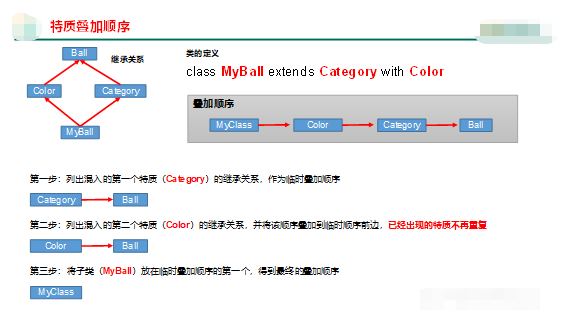 特质叠加顺序
Ball
继承关系
Color
Category
MyBall
类的定义
class MyBall extends Category with Color
叠加顺序
MyClass
Color
Category
Ball
第一步：列出混入的第一个特质（Category）的继承关系，作为临时叠加顺序
Category
Ball
第二步：列出混入的第二个特质（Color）的继承关系，并将该顺序叠加到临时顺序前边，已经出现的特质不再重复
Color
Ball
第三步：将子类（MyBall）放在临时叠加顺序的第一个，得到最终的叠加顺序
MyClass